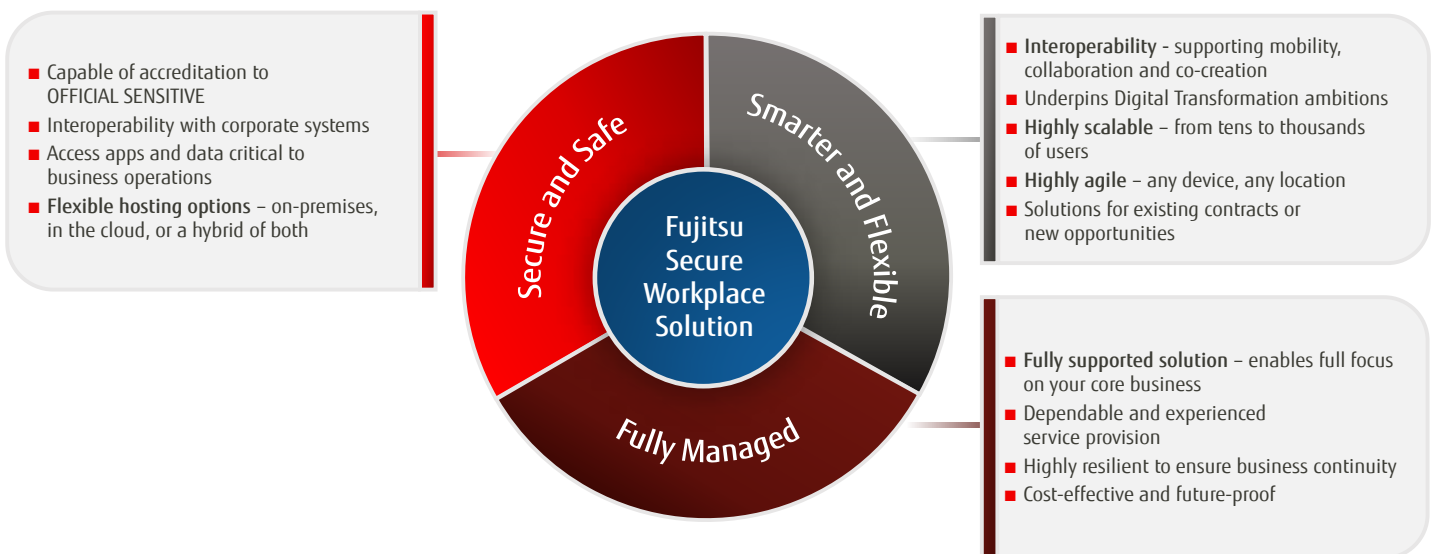 ■ Capable of accreditation to
OFFICIAL SENSITIVE
■ Interoperability with corporate systems
■ Access apps and data critical to
business operations
■ Flexible hosting options – on-premises,
in the cloud, or a hybrid of both
Secure and Safe
Smarter and Flexible
Fully Managed
Fujitsu
Secure
Workplace
Solution
■ Interoperability - supporting mobility,
collaboration and co-creation
■ Underpins Digital Transformation ambitions
■ Highly scalable – from tens to thousands
of users
■ Highly agile – any device, any location
■ Solutions for existing contracts or
new opportunities
■ Fully supported solution – enables full focus
on your core business
■ Dependable and experienced
service provision
■ Highly resilient to ensure business continuity
■ Cost-effective and future-proof